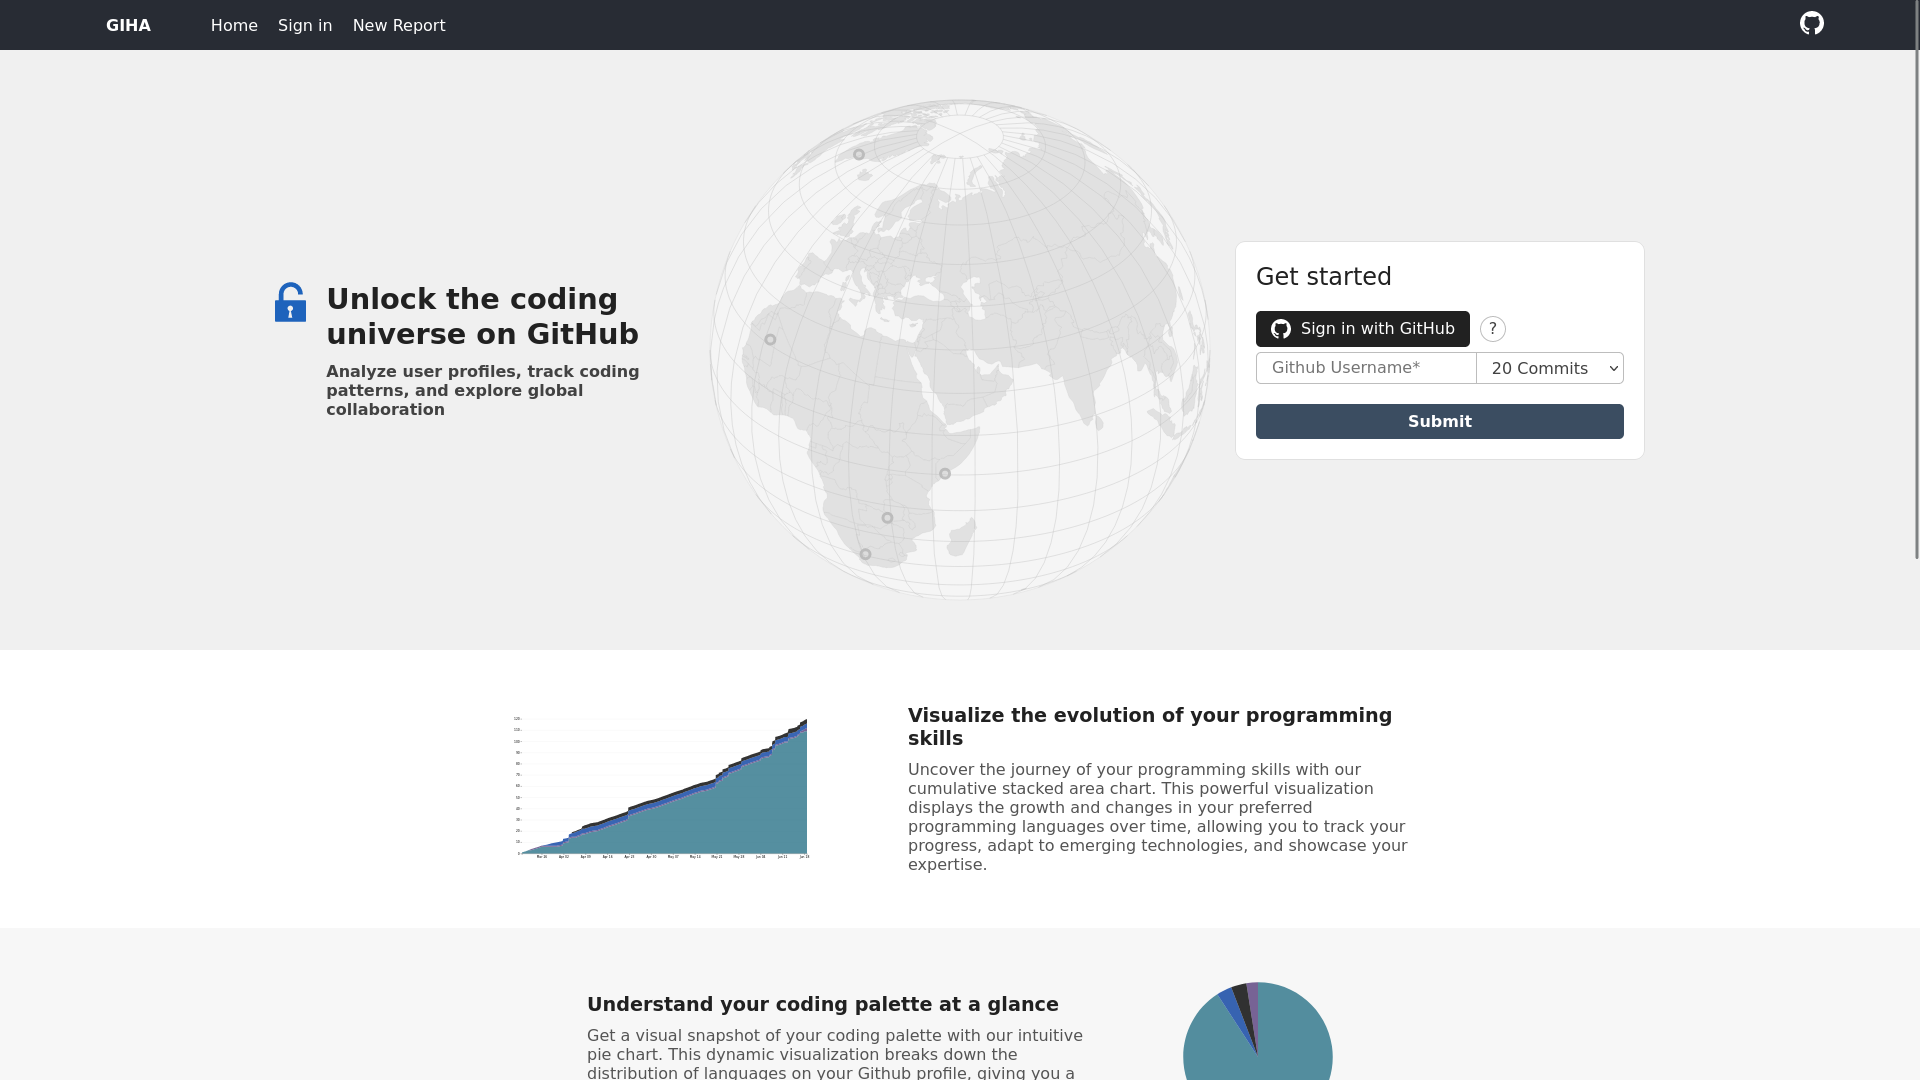 GIHA
Home
Sign in
New Report
Unlock the coding
universe on GitHub
Analyze user profiles, track coding
patterns, and explore global
collaboration
Get started
Sign in with GitHub
?
Github Username*
20 Commits
Submit
Visualize the evolution of your programming
skills
Uncover the journey of your programming skills with our
cumulative stacked area chart. This powerful visualization
displays the growth and changes in your preferred
programming languages over time, allowing you to track your
progress, adapt to emerging technologies, and showcase your
expertise.
Understand your coding palette at a glance
Get a visual snapshot of your coding palette with our intuitive
pie chart. This dynamic visualization breaks down the
distribution of languages on your Github profile, giving you a